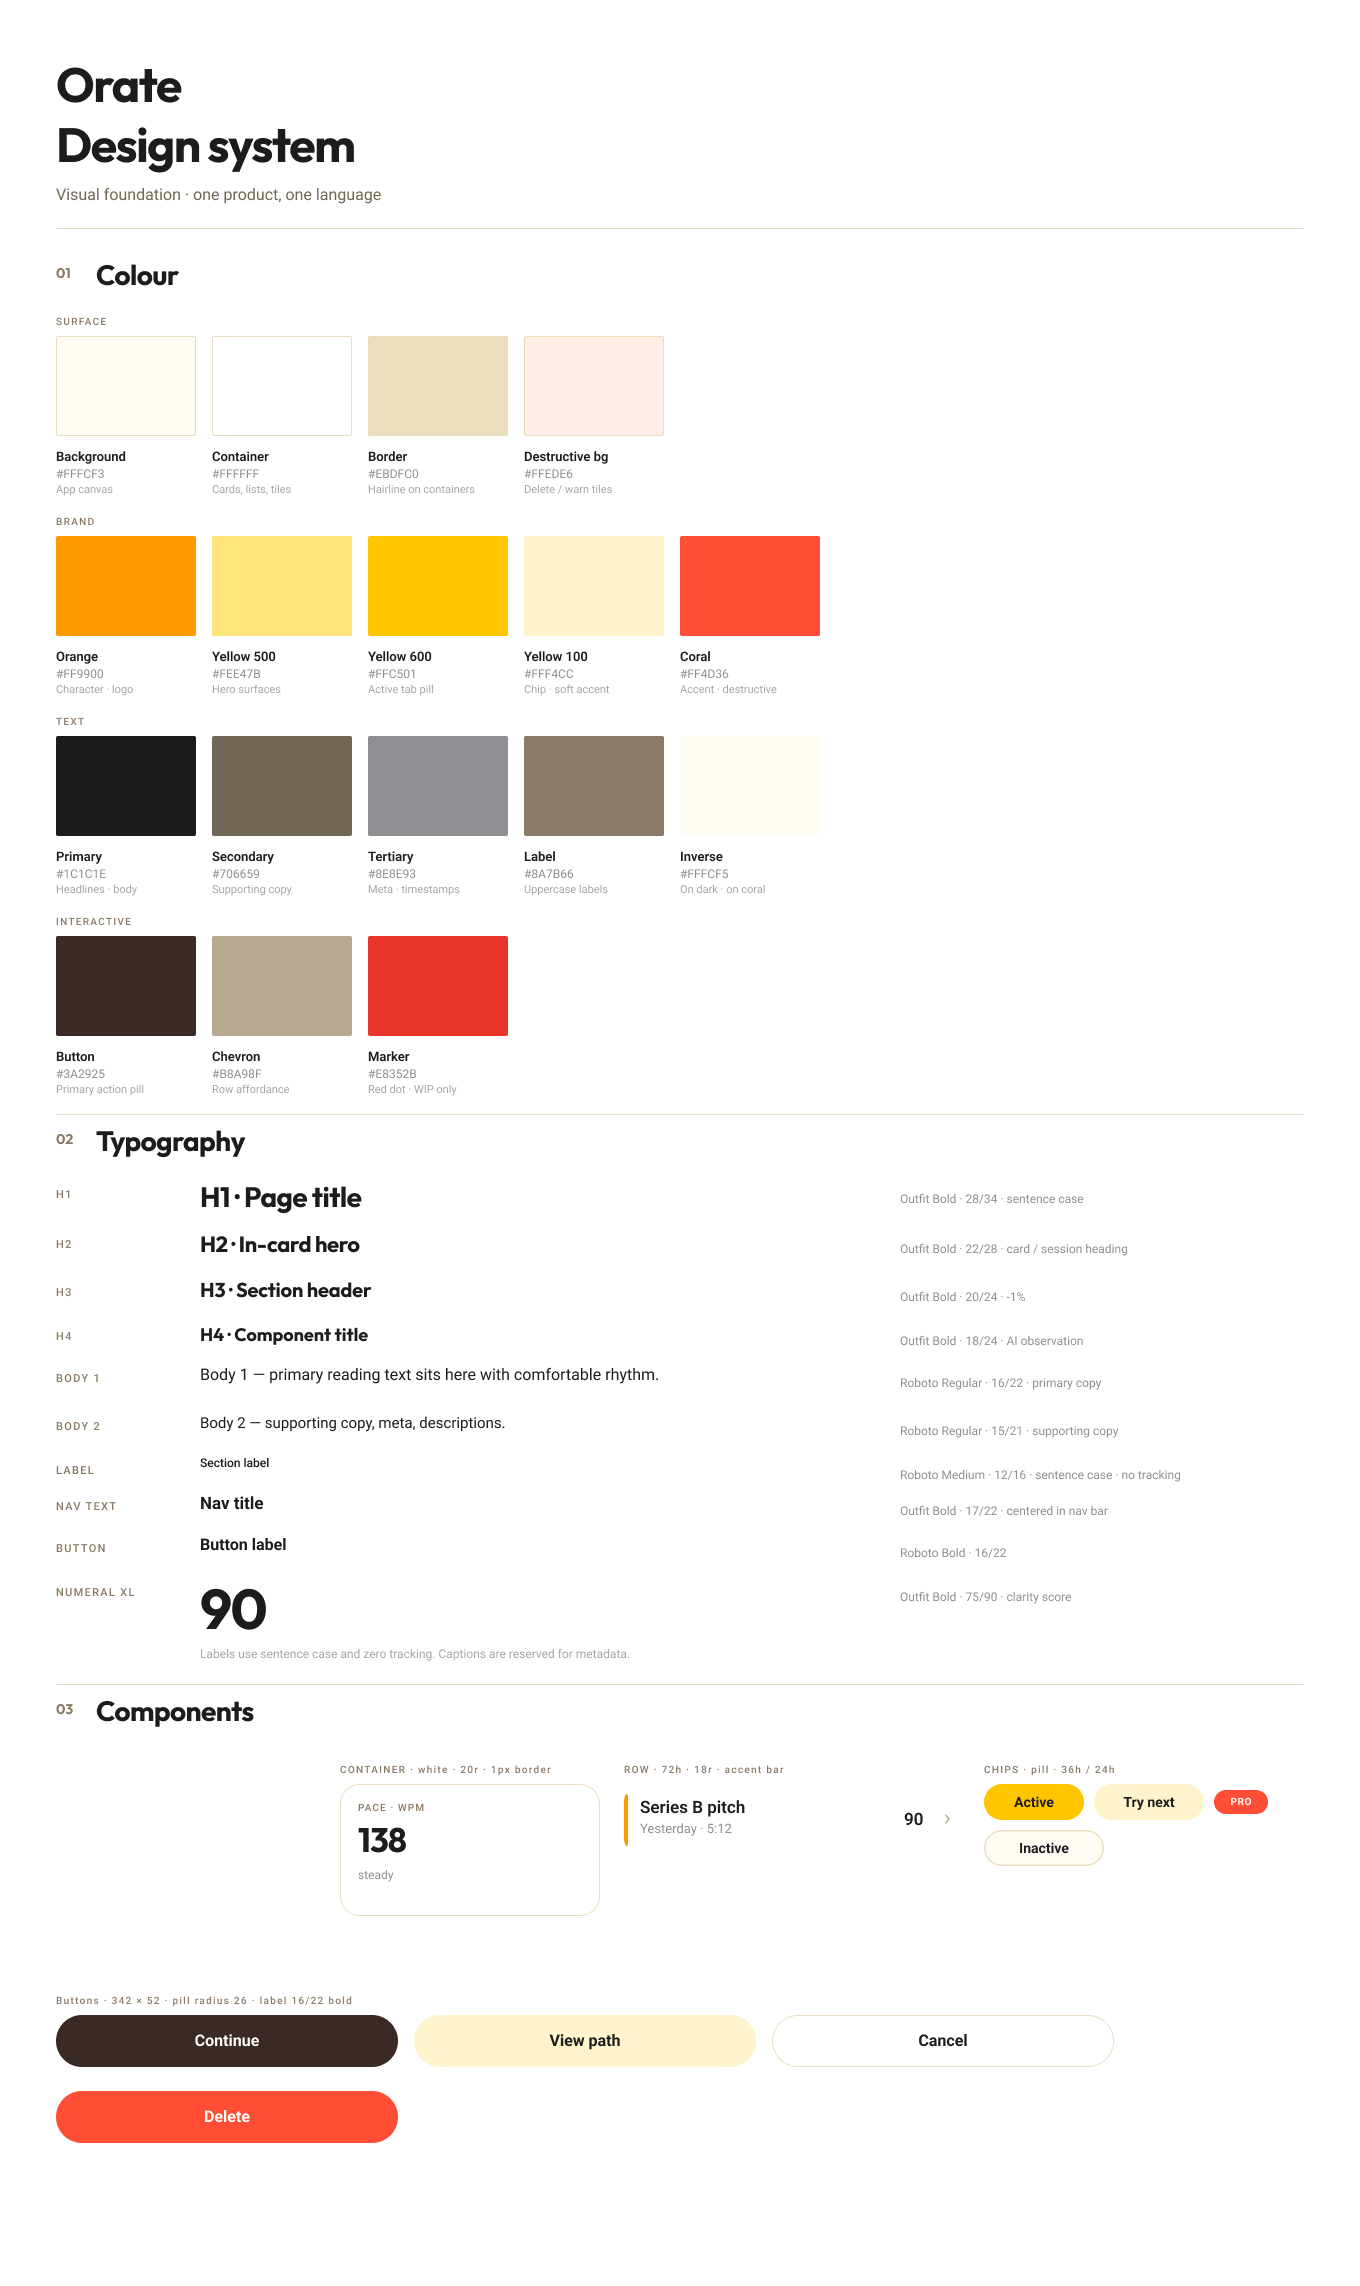 Orate
Design system
Visual foundation · one product, one language
01 Colour
SURFACE
Background Container Border Destructive bg
#FFFCF3 #FFFFFF #EBDFC0 #FFEDE6
App canvas Cards, lists, tiles Hairline on containers Delete / warn tiles
BRAND
Orange Yellow 500 Yellow 600 Yellow 100 Coral
#FF9900 #FEE47B #FFC501 #FFF4CC #FF4D36
Character · logo Hero surfaces Active tab pill Chip · soft accent Accent · destructive
TEXT
Primary Secondary Tertiary Label Inverse
#1C1C1E #706659 #8E8E93 #8A7B66 #FFFCF5
Headlines · body Supporting copy Meta · timestamps Uppercase labels On dark · on coral
INTERACTIVE
Button Chevron Marker
#3A2925 #B8A98F #E8352B
Primary action pill Row affordance Red dot · WIP only
02 Typography
H1 H1 · Page title Outfit Bold · 28/34 · sentence case
H2 H2 · In-card hero Outfit Bold · 22/28 · card / session heading
H3 H3 · Section header Outfit Bold · 20/24 · -1%
H4 H4 · Component title Outfit Bold · 18/24 · AI observation
BODY 1 Body 1 — primary reading text sits here with comfortable rhythm. Roboto Regular · 16/22 · primary copy
BODY 2 Body 2 — supporting copy, meta, descriptions. Roboto Regular · 15/21 · supporting copy
LABEL Section label Roboto Medium · 12/16 · sentence case · no tracking
NAV TEXT Nav title Outfit Bold · 17/22 · centered in nav bar
BUTTON Button label Roboto Bold · 16/22
NUMERAL XL 90 Outfit Bold · 75/90 · clarity score
Labels use sentence case and zero tracking. Captions are reserved for metadata.
03 Components
CONTAINER · white · 20r · 1px border
PACE · WPM
138
steady
ROW · 72h · 18r · accent bar
Series B pitch
Yesterday · 5:12
90 ›
CHIPS · pill · 36h / 24h
Active Try next PRO
Inactive
Buttons · 342 × 52 · pill radius 26 · label 16/22 bold
Continue View path Cancel
Delete